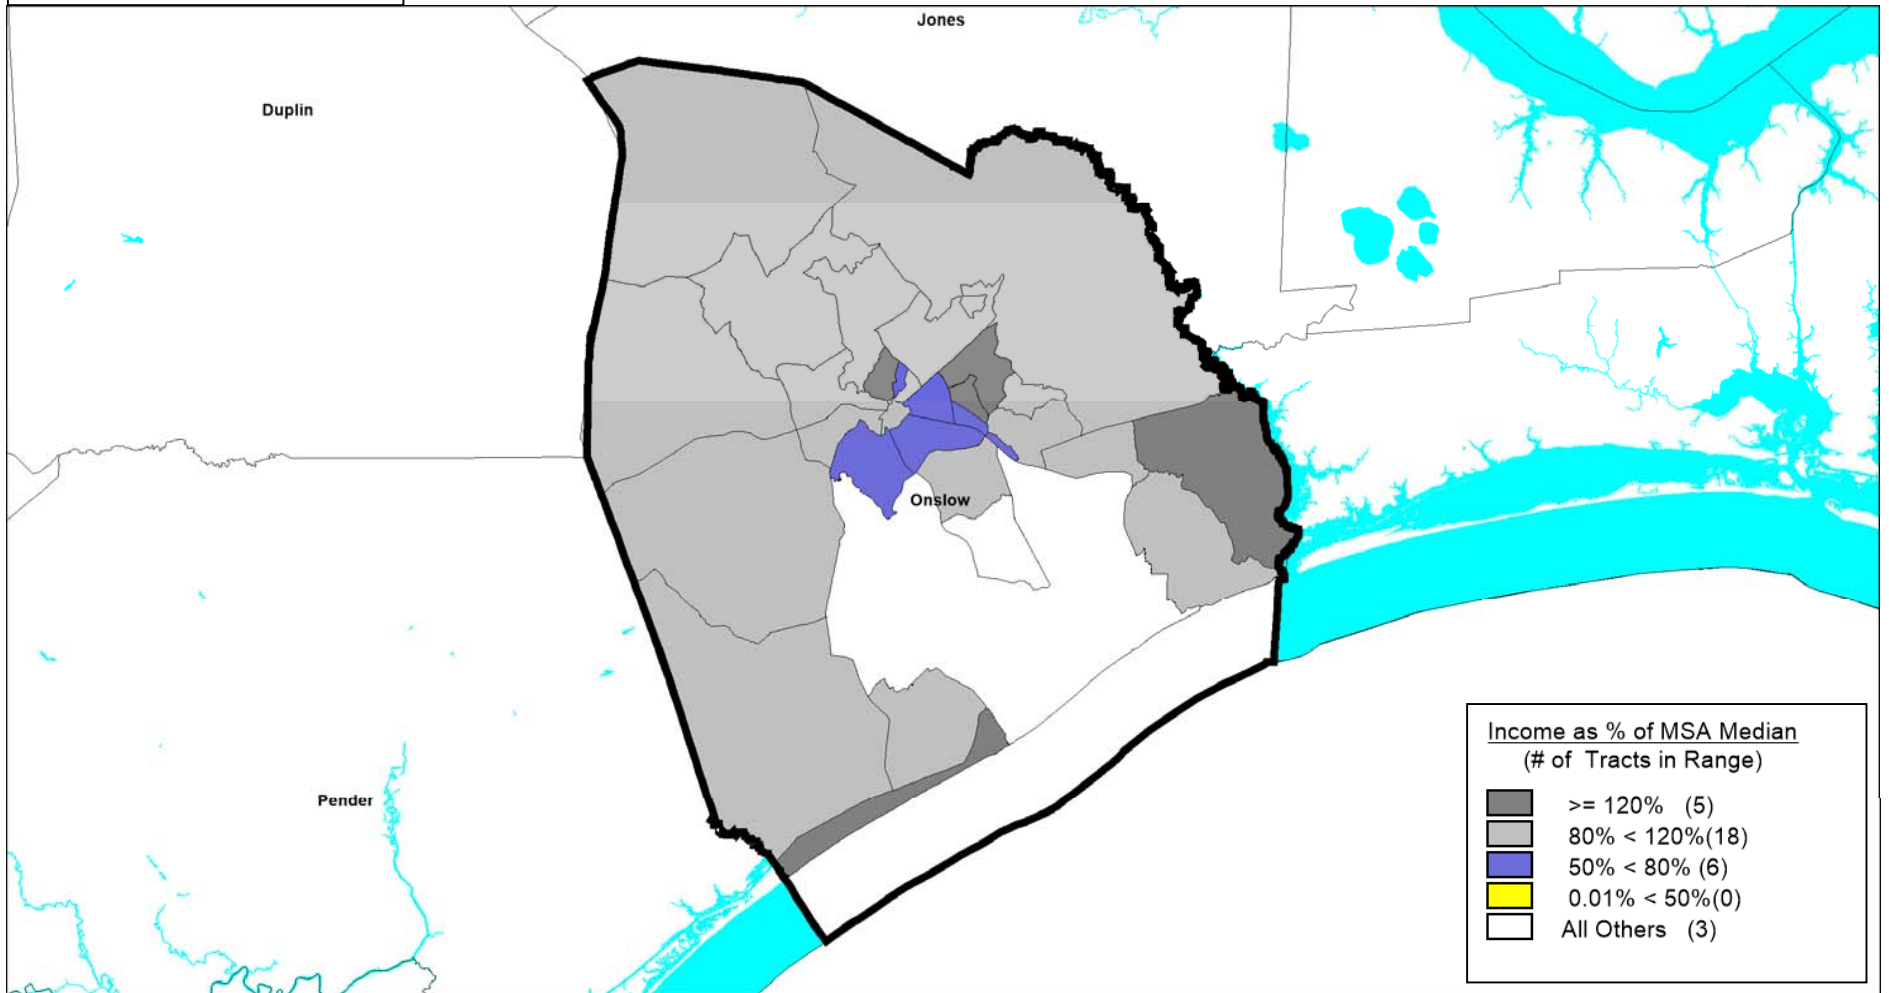 Jones
Duplin
Onslow
Pender
Income as % of MSA Median
(# of Tracts in Range)
>= 120% (5)
80% < 120%(18)
50% < 80% (6)
0.01% < 50%(0)
All Others (3)